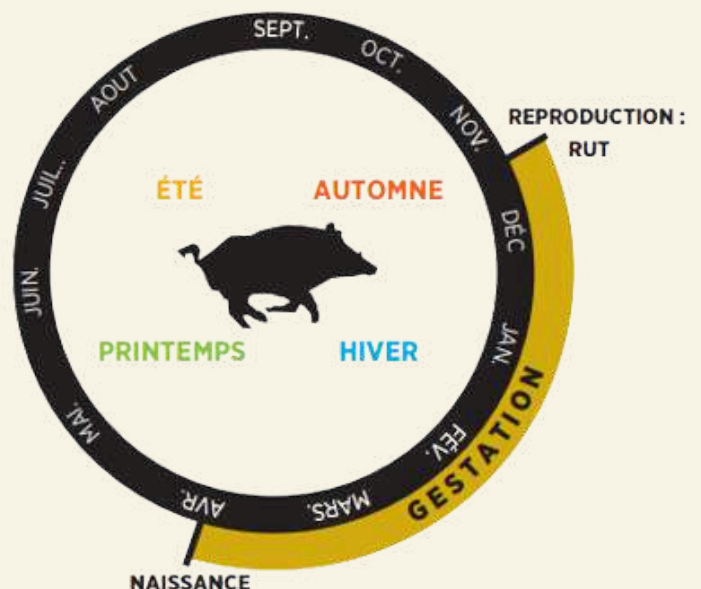 SEPT.
OCT.
NOV.
DÉC
JAN.
FÉV.
MARS.
AVR.
MAI.
JUIN.
JUIL..
AOUT
REPRODUCTION :
RUT
GESTATION
NAISSANCE
ÉTÉ
AUTOMNE
PRINTEMPS
HIVER